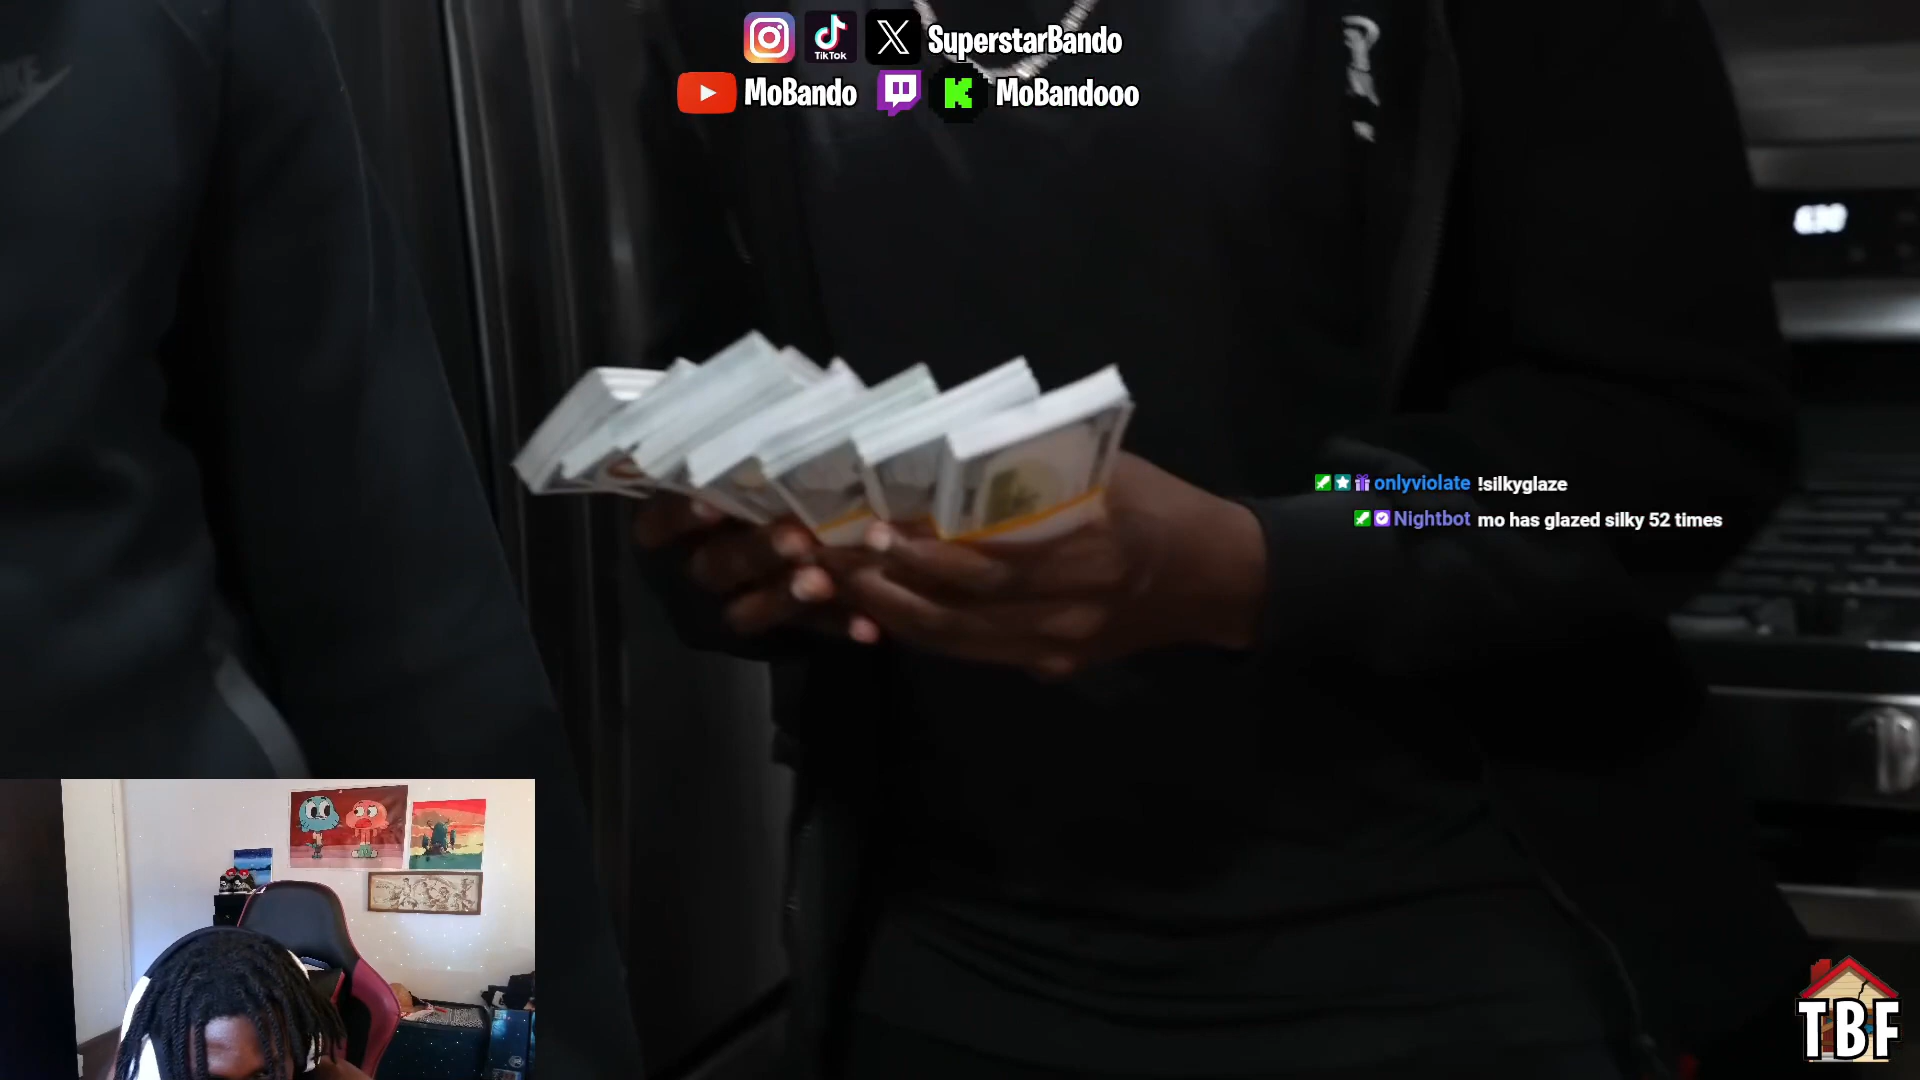 TikTok
SuperstarBando
MoBando
MoBandooo
onlyviolate !silkyglaze
Nightbot mo has glazed silky 52 times
TBF